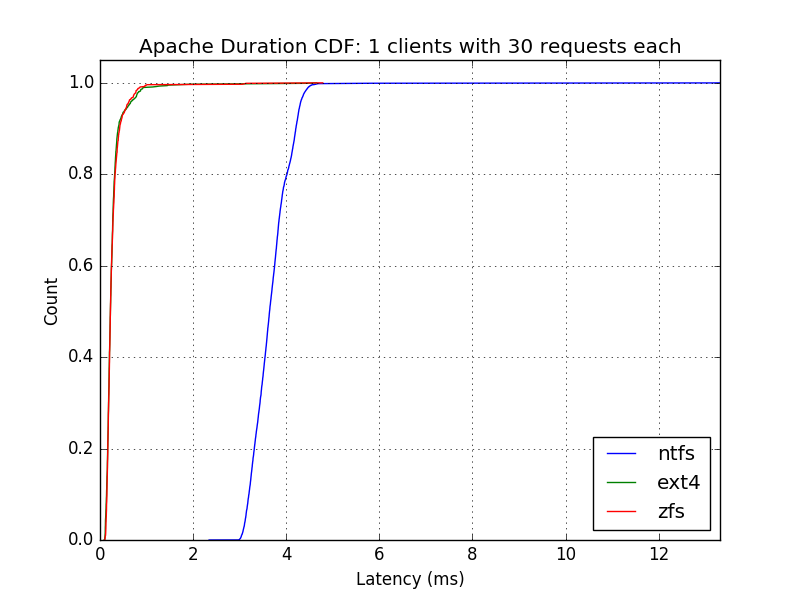 Apache Duration CDF: 1 clients with 30 requests each
1.0
0.8
0.6
0.4
0.2
0.0
Count
0 2 4 6 8 10 12
Latency (ms)
ntfs
ext4
zfs